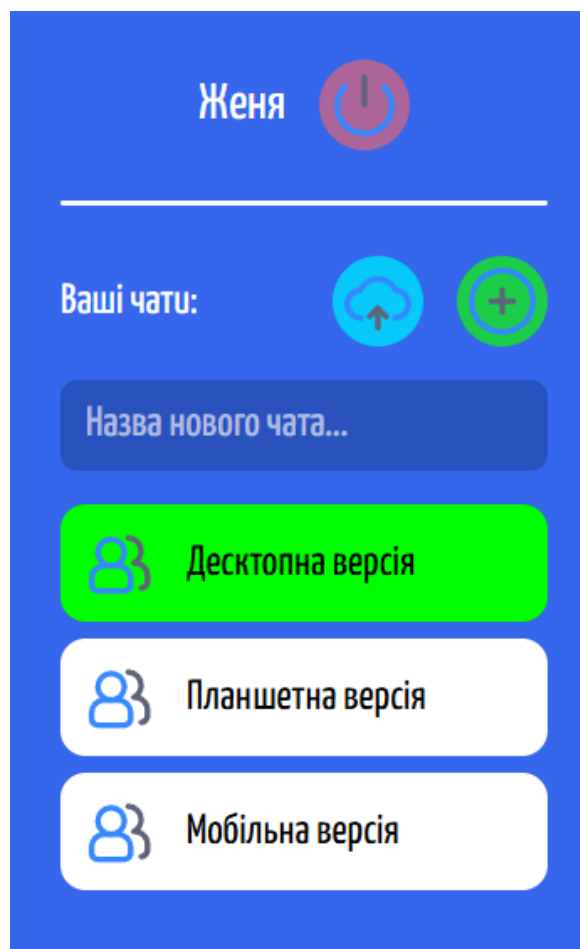 Женя
Ваші чати:
Назва нового чата...
Десктопна версія
Планшетна версія
Мобільна версія